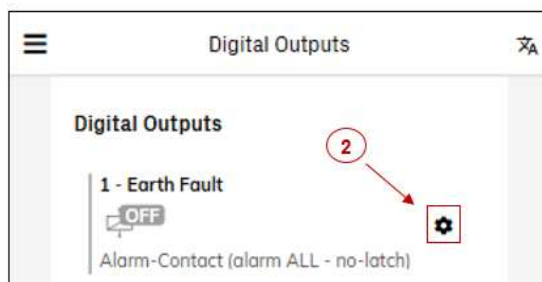 Digital Outputs
Digital Outputs
2
1 - Earth Fault
OFF
Alarm-Contact (alarm ALL - no-latch)